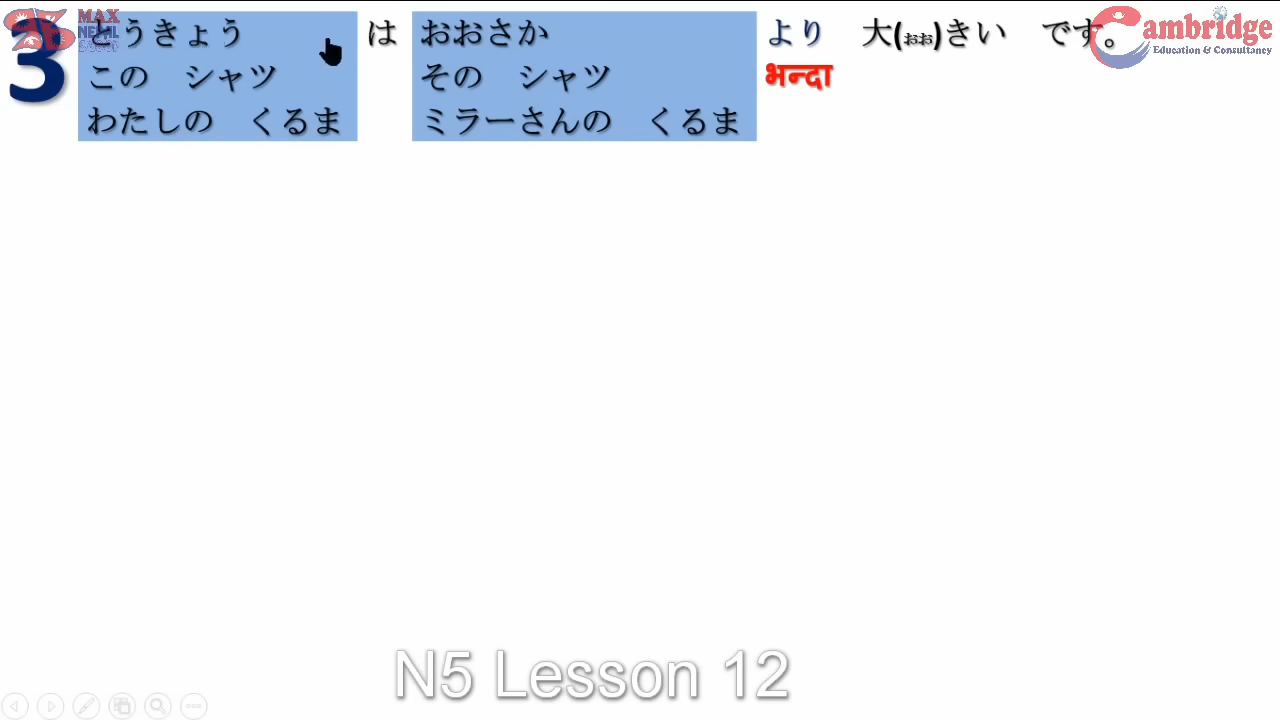 3
とうきょう は おおさか より 大(おお)きい です。
この シャツ その シャツ भन्दा
わたしの くるま ミラーさんの くるま
MAX
NEPAL
Cambridge
Education & Consultancy
N5 Lesson 12